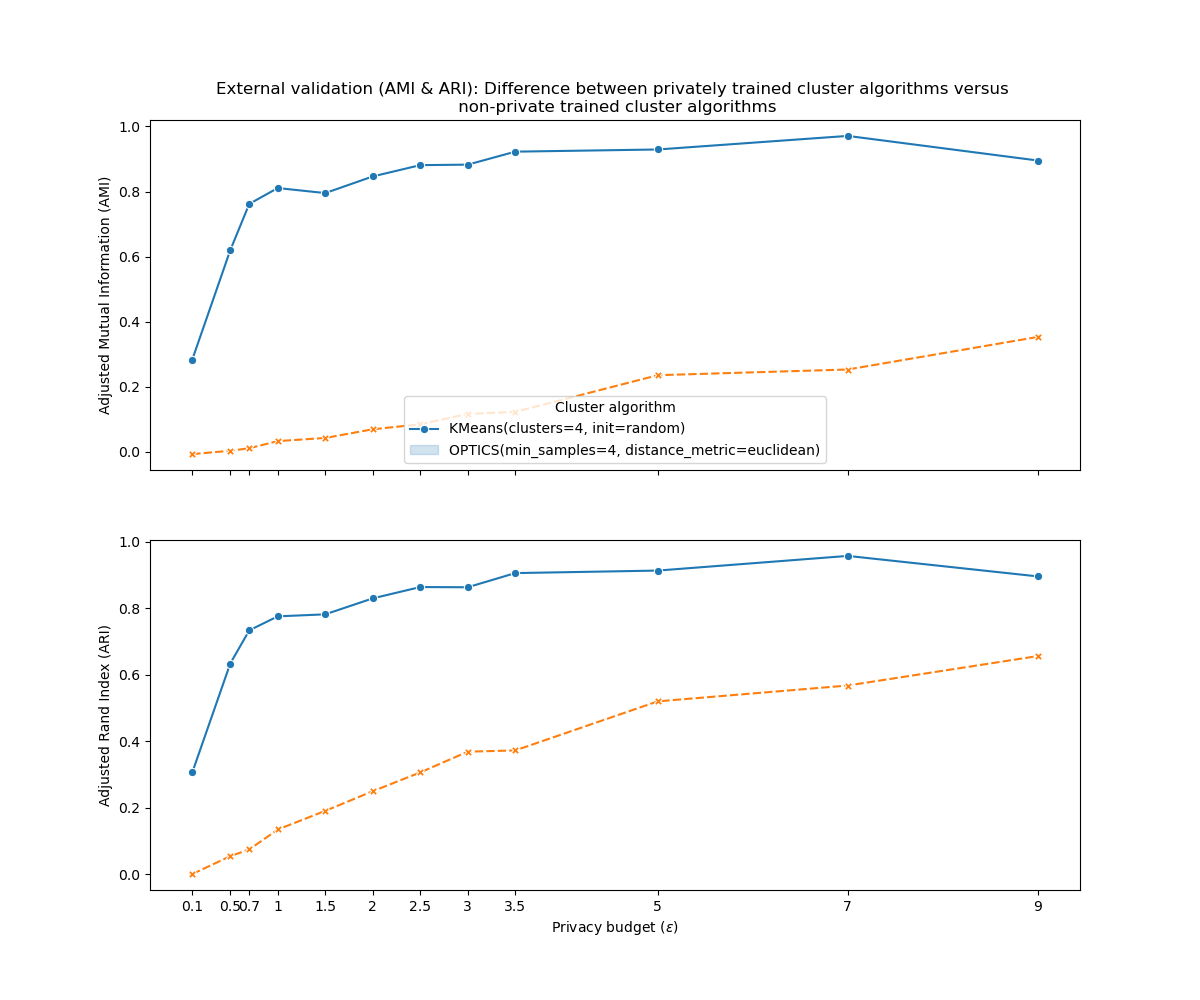 External validation (AMI & ARI): Difference between privately trained cluster algorithms versus
non-private trained cluster algorithms
1.0
0.8
0.6
0.4
0.2
0.0
Adjusted Mutual Information (AMI)
Cluster algorithm
KMeans(clusters=4, init=random)
OPTICS(min_samples=4, distance_metric=euclidean)
1.0
0.8
0.6
0.4
0.2
0.0
Adjusted Rand Index (ARI)
0.1 0.5 0.7 1 1.5 2 2.5 3 3.5 5 7 9
Privacy budget (ε)